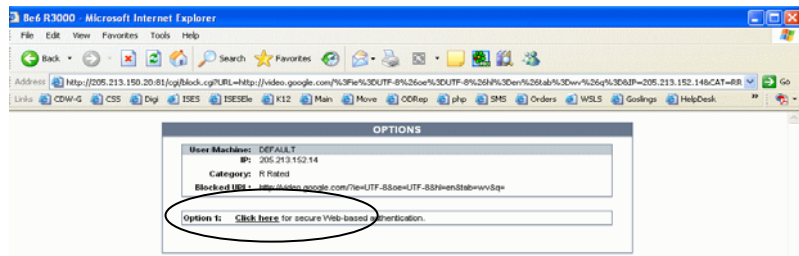 Be6 R3000 - Microsoft Internet Explorer
File Edit View Favorites Tools Help
Back Search Favorites
Address http://205.213.150.20:81/cgi/block.cgi?URL=http://video.google.com/%3Fie%3DUTF-8%26oe%3DUTF-8%26hl%3Den%26tab%3Dwv%26q%3D&IP=205.213.152.14&CAT=RR Go
Links CDW-G CSS Digi ISES ISESEle K12 Main Move ODRep php SMS Orders WSLS Goslings HelpDesk »
OPTIONS
User Machine: DEFAULT
IP: 205.213.152.14
Category: R Rated
Blocked URL: http://video.google.com/?ie=UTF-8&oe=UTF-8&hl=en&tab=wv&q=
Option 1: Click here for secure Web-based authentication.